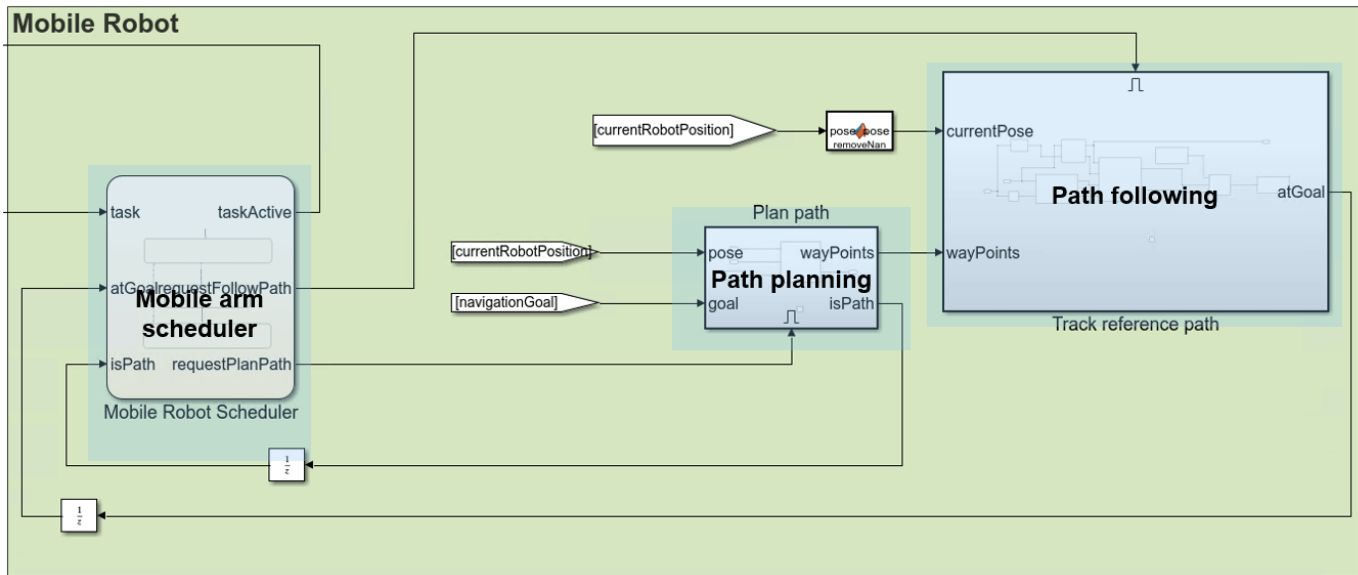 Mobile Robot
[currentRobotPosition]
pose pose
removeNan
currentPose
atGoal
Path following
wayPoints
Track reference path
task
taskActive
atGoal
requestFollowPath
Mobile arm
scheduler
isPath
requestPlanPath
Mobile Robot Scheduler
Plan path
[currentRobotPosition]
[navigationGoal]
pose
wayPoints
Path planning
goal
isPath
1
z
1
z